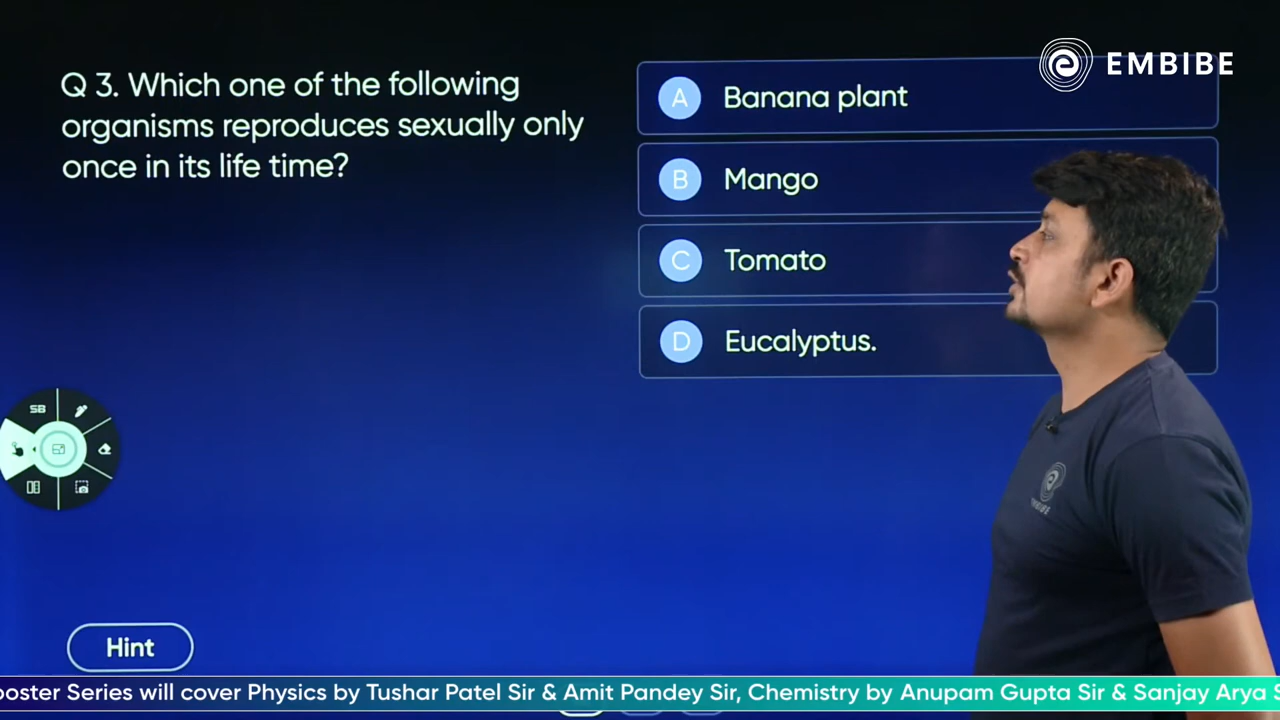 EMBIBE
Q 3. Which one of the following
organisms reproduces sexually only
once in its life time?
A Banana plant
B Mango
C Tomato
D Eucalyptus.
SB
Hint
ooster Series will cover Physics by Tushar Patel Sir & Amit Pandey Sir, Chemistry by Anupam Gupta Sir & Sanjay Arya S